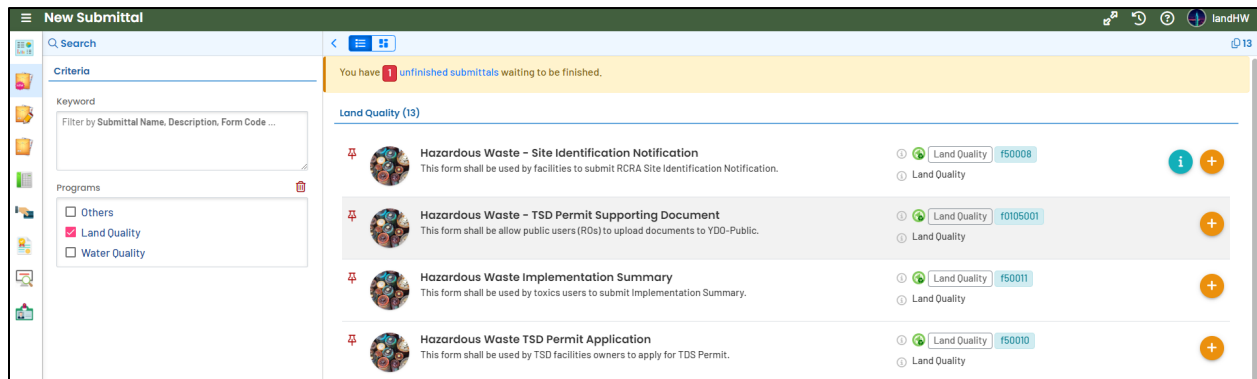 New Submittal
landHW
Search
13
Criteria
You have 1 unfinished submittals waiting to be finished.
Keyword
Filter by Submittal Name, Description, Form Code ...
Programs
Others
Land Quality
Water Quality
Land Quality (13)
Hazardous Waste - Site Identification Notification
This form shall be used by facilities to submit RCRA Site Identification Notification.
Land Quality f50008
Land Quality
Hazardous Waste - TSD Permit Supporting Document
This form shall be allow public users (ROs) to upload documents to YDO-Public.
Land Quality f0105001
Land Quality
Hazardous Waste Implementation Summary
This form shall be used by toxics users to submit Implementation Summary.
Land Quality f50011
Land Quality
Hazardous Waste TSD Permit Application
This form shall be used by TSD facilities owners to apply for TDS Permit.
Land Quality f50010
Land Quality